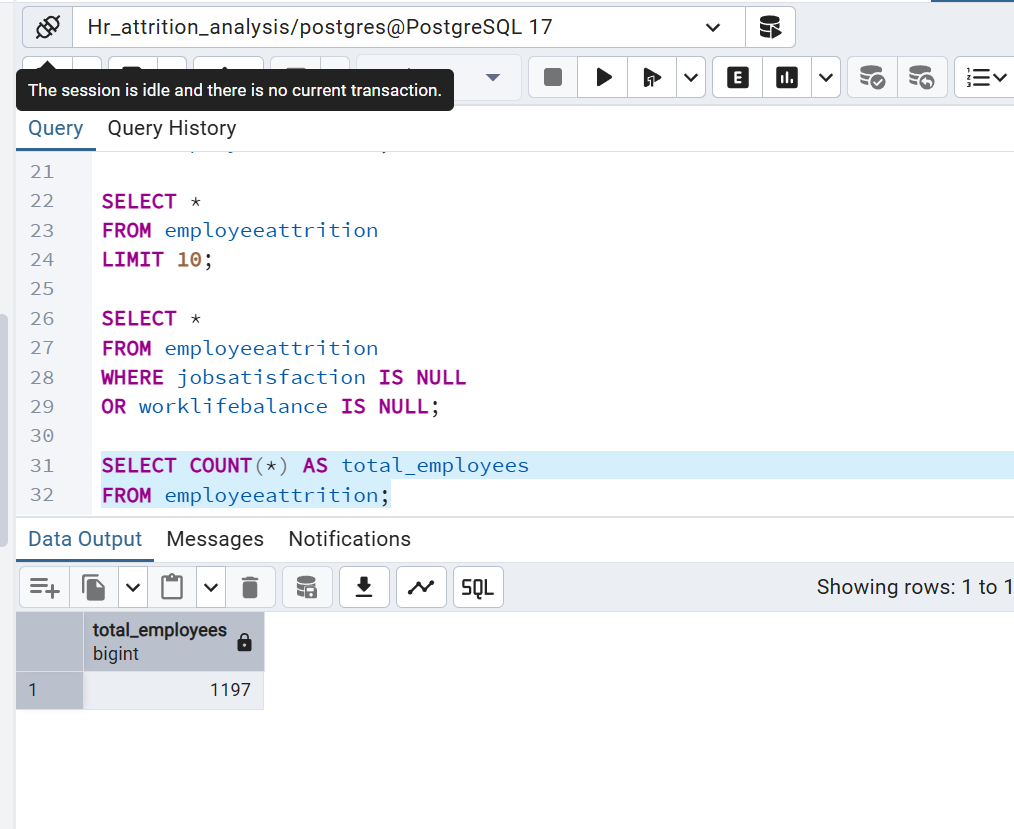 Hr_attrition_analysis/postgres@PostgreSQL 17
The session is idle and there is no current transaction.
E
Query Query History
21
22 SELECT *
23 FROM employeeattrition
24 LIMIT 10;
25
26 SELECT *
27 FROM employeeattrition
28 WHERE jobsatisfaction IS NULL
29 OR worklifebalance IS NULL;
30
31 SELECT COUNT(*) AS total_employees
32 FROM employeeattrition;
Data Output Messages Notifications
SQL Showing rows: 1 to 1
total_employees
bigint
1 1197